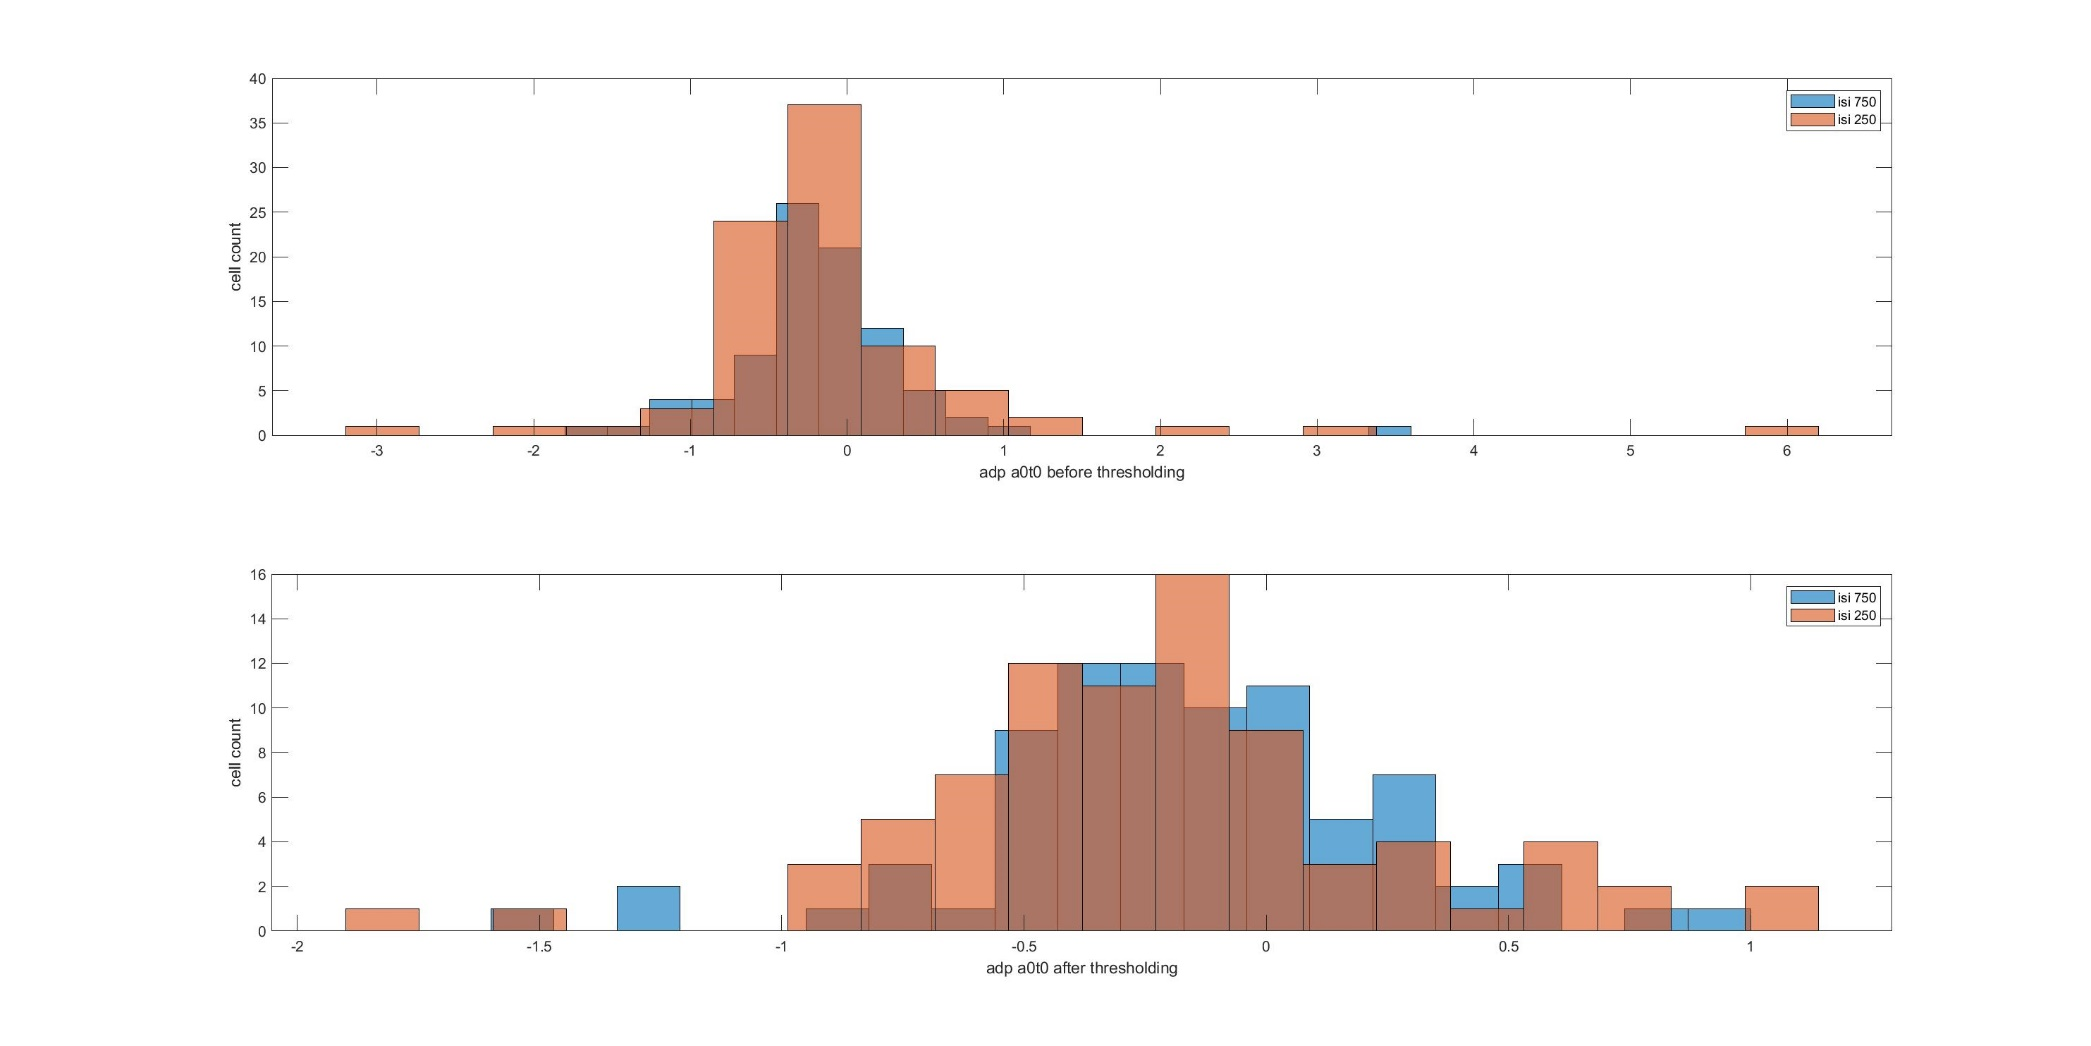 40
35
30
25
20
15
10
5
0
cell count
-3 -2 -1 0 1 2 3 4 5 6
adp a0t0 before thresholding
isi 750
isi 250
16
14
12
10
8
6
4
2
0
cell count
-2 -1.5 -1 -0.5 0 0.5 1
adp a0t0 after thresholding
isi 750
isi 250